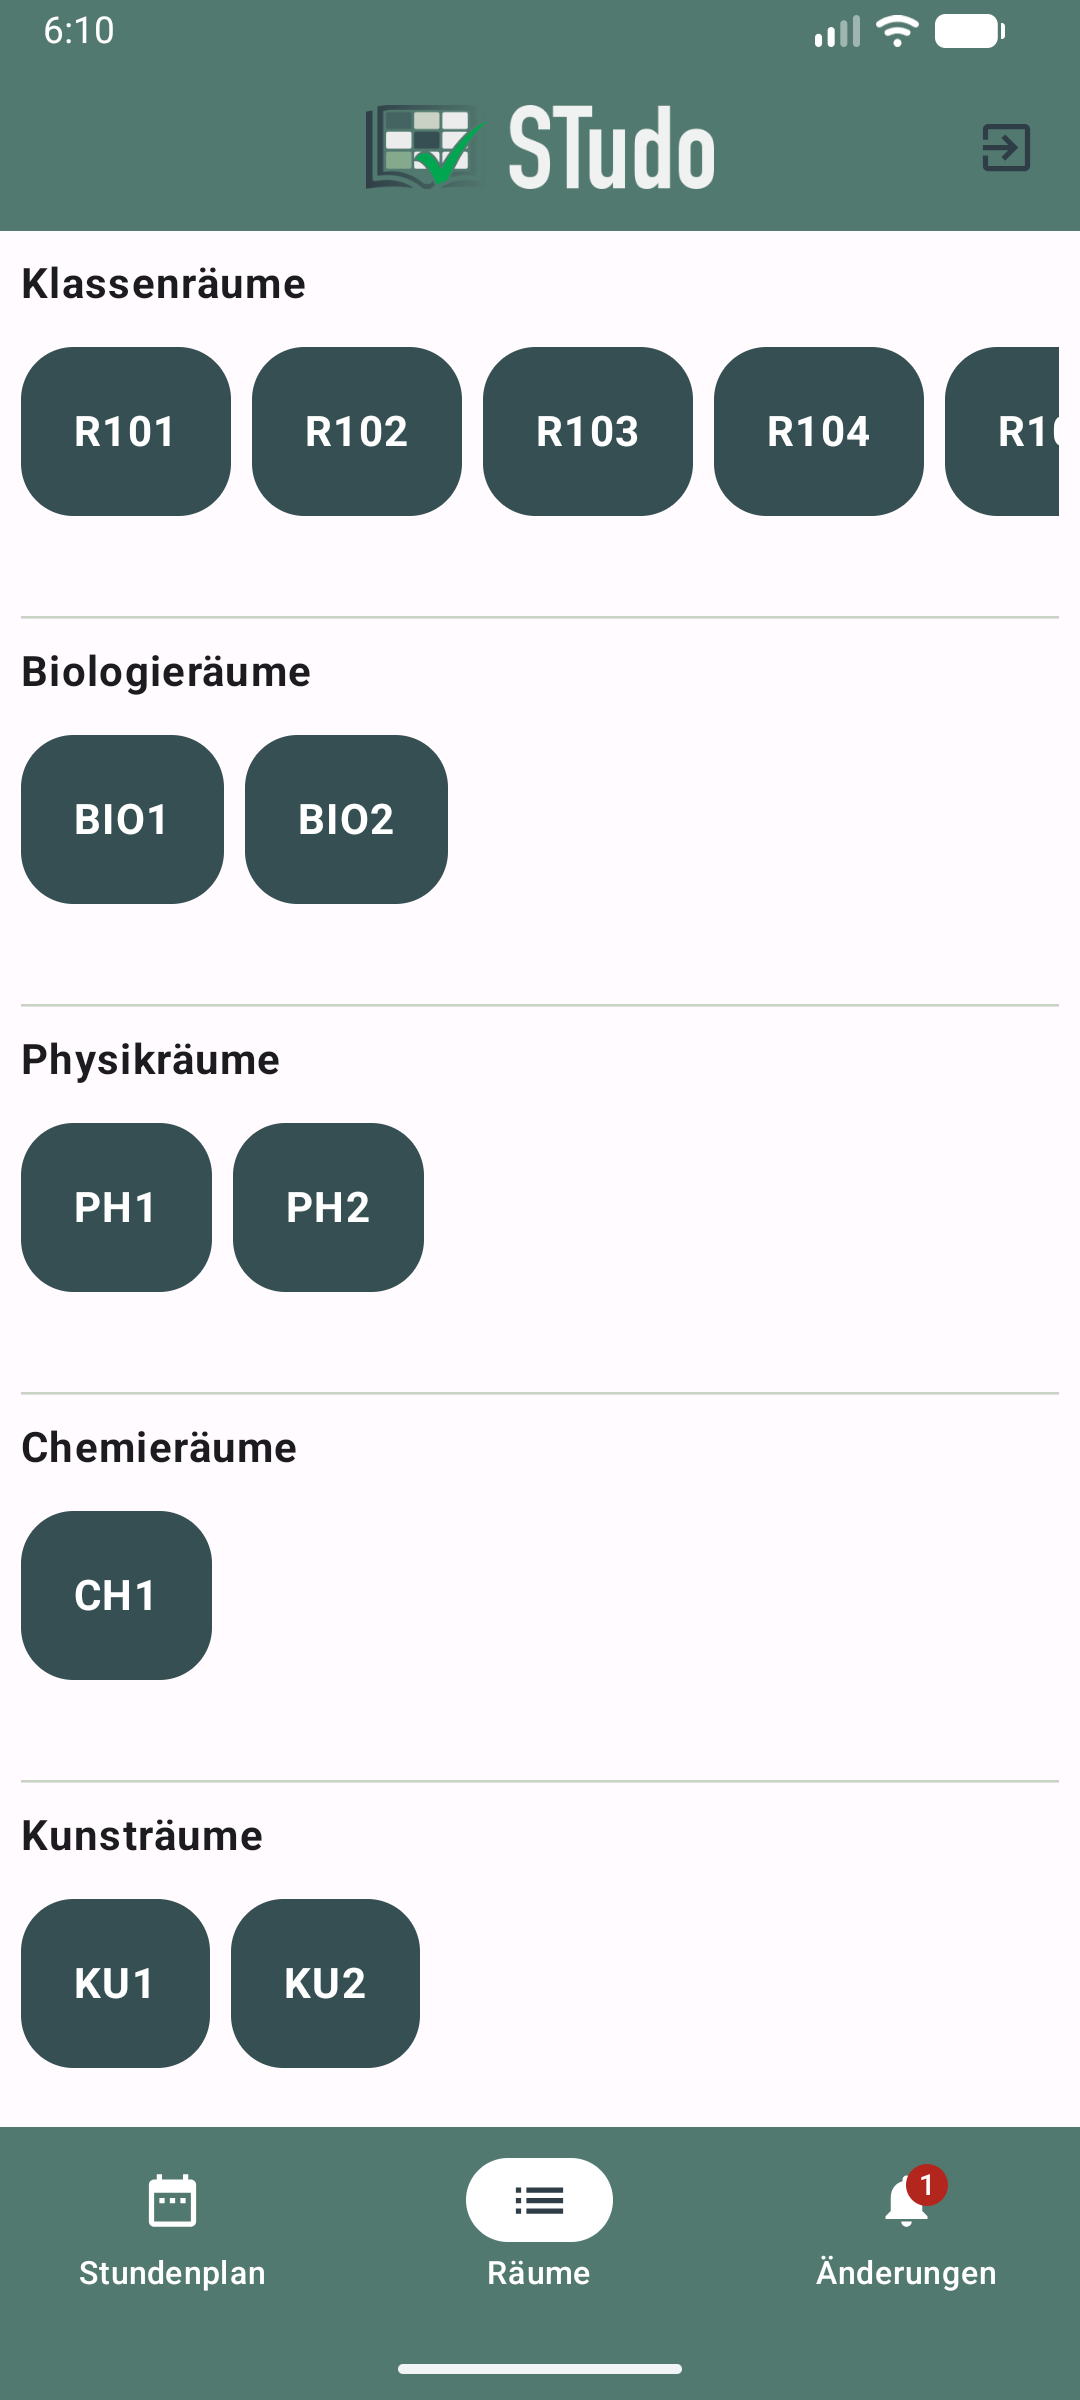 6:10
STudo
Klassenräume
R101 R102 R103 R104
Biologieräume
BIO1 BIO2
Physikräume
PH1 PH2
Chemieräume
CH1
Kunsträume
KU1 KU2
1
Stundenplan Räume Änderungen